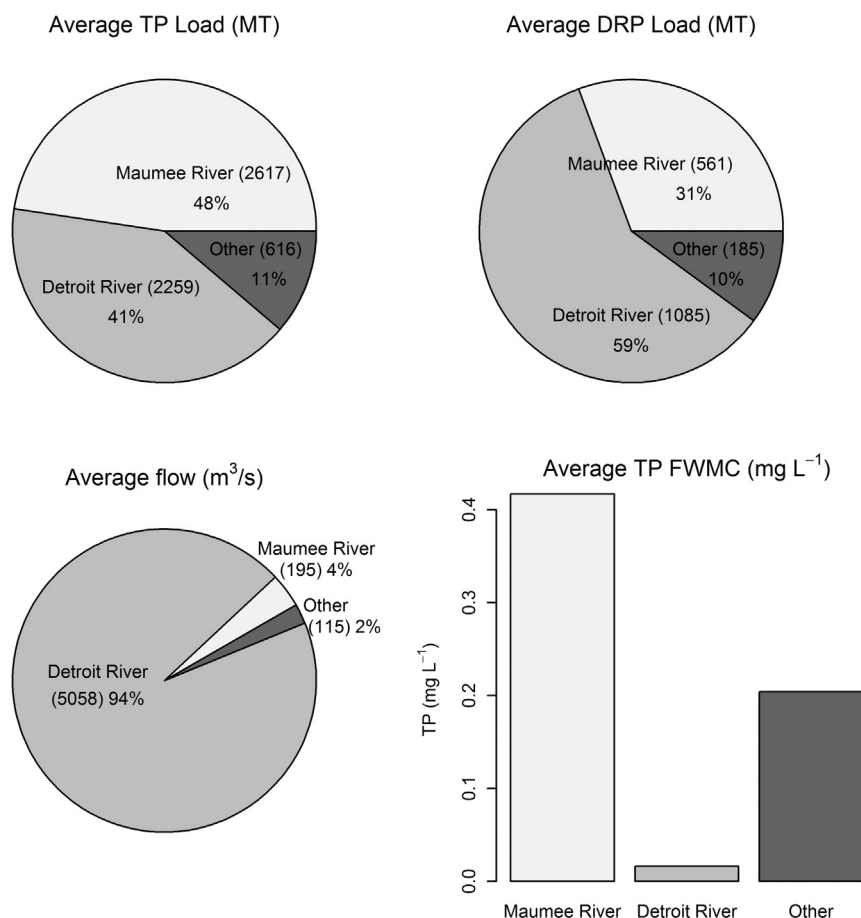 Average TP Load (MT)
Maumee River (2617)
48%
Other (616)
11%
Detroit River (2259)
41%
Average DRP Load (MT)
Maumee River (561)
31%
Other (185)
10%
Detroit River (1085)
59%
Average flow (m³/s)
Maumee River
(195) 4%
Other
(115) 2%
Detroit River
(5058) 94%
Average TP FWMC (mg L⁻¹)
TP (mg L⁻¹)
0.4
0.3
0.2
0.1
0.0
Maumee River Detroit River Other